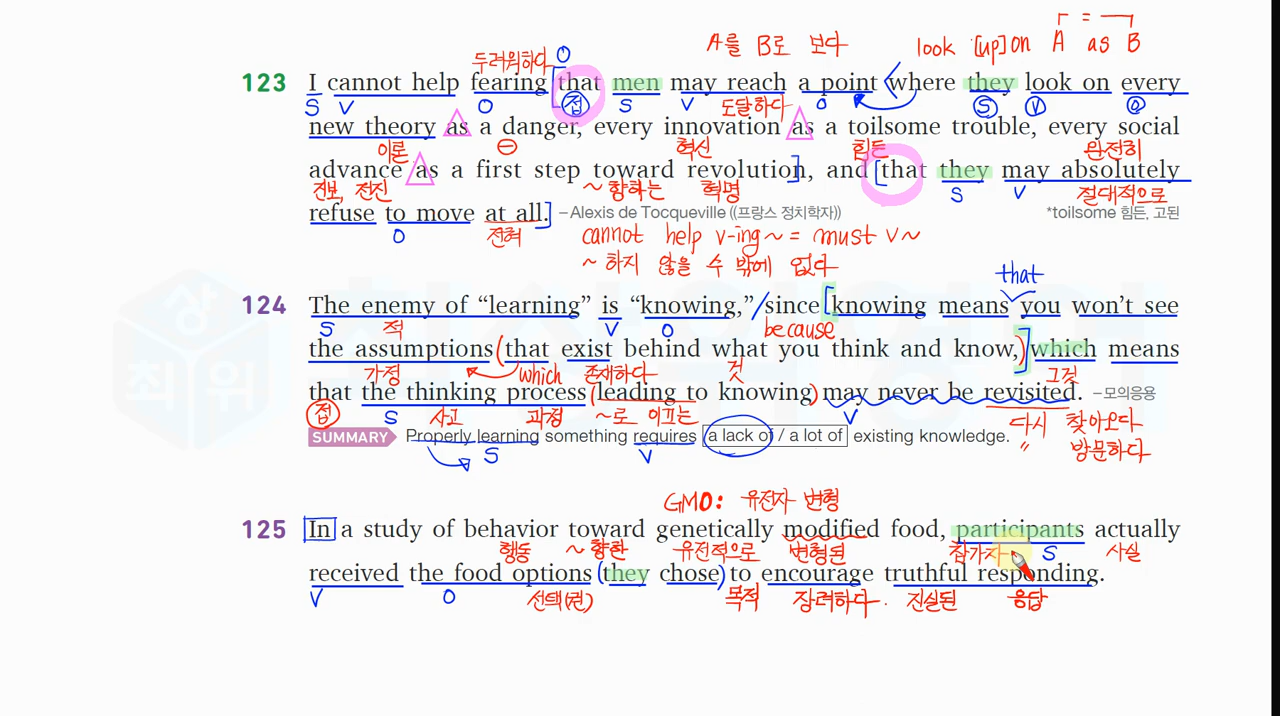 A를 B로 보다 look [up]on A as B
두려워하다 O
123 I cannot help fearing [that men may reach a point <where they look on every
S V O 접 S V 도달하다 O S V O
new theory as a danger, every innovation as a toilsome trouble, every social
이론 ⊖ 혁신 힘든 완전히
advance as a first step toward revolution], and [that they may absolutely
진보, 전진 ~ 향하는 혁명 S V 절대적으로
refuse to move at all.] – Alexis de Tocqueville ((프랑스 정치학자)) *toilsome 힘든, 고된
O 전혀 cannot help v-ing ~ = must v ~
~ 하지 않을 수 밖에 없다
that
124 The enemy of “learning” is “knowing,” / since [knowing means you won’t see
S 적 V O because
the assumptions (that exist behind what you think and know,)] which means
가정 which 존재하다 것 그것
that the thinking process (leading to knowing) may never be revisited. – 모의응용
접 S 사고 과정 ~로 이끄는 V 다시 찾아오다
SUMMARY Properly learning something requires a lack of / a lot of existing knowledge.
S V 〃 방문하다
GMO: 유전자 변형
125 In a study of behavior toward genetically modified food, participants actually
행동 ~ 향한 유전적으로 변형된 참가자 S 사실
received the food options (they chose) to encourage truthful responding.
V O 선택(권) 목적 장려하다. 진실된 응답
상
최 위